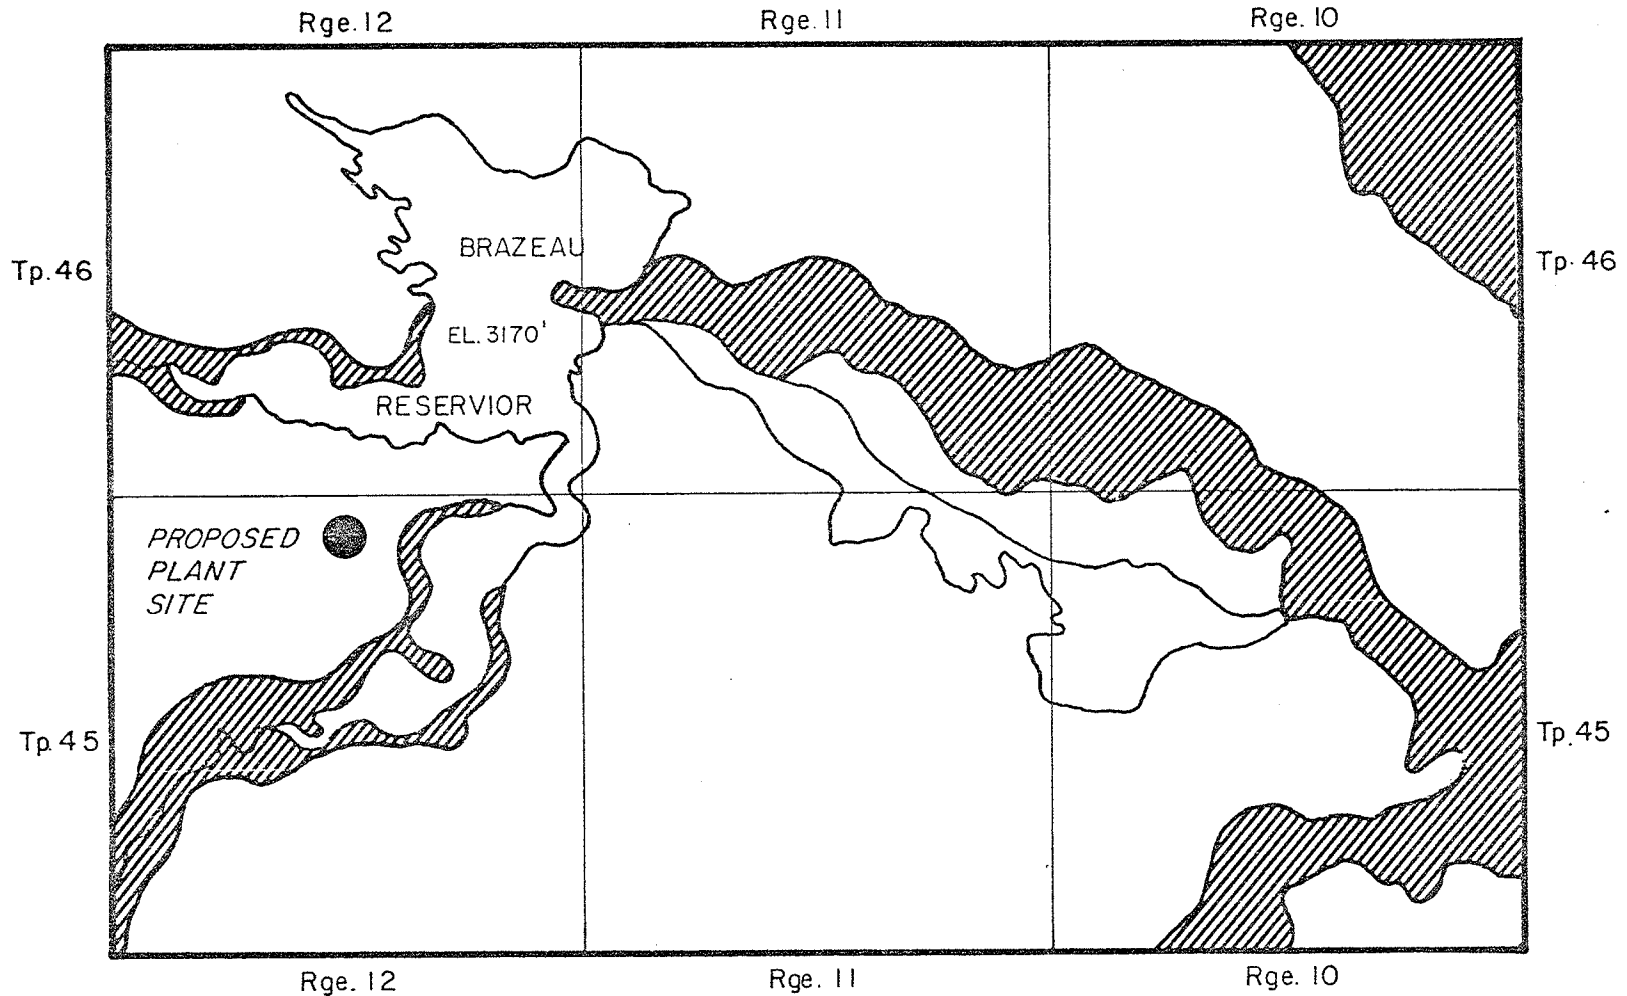 Rge. 12 Rge. 11 Rge. 10
BRAZEAU
Tp. 46 Tp. 46
EL. 3170'
RESERVIOR
PROPOSED
PLANT
SITE
Tp. 45 Tp. 45
Rge. 12 Rge. 11 Rge. 10